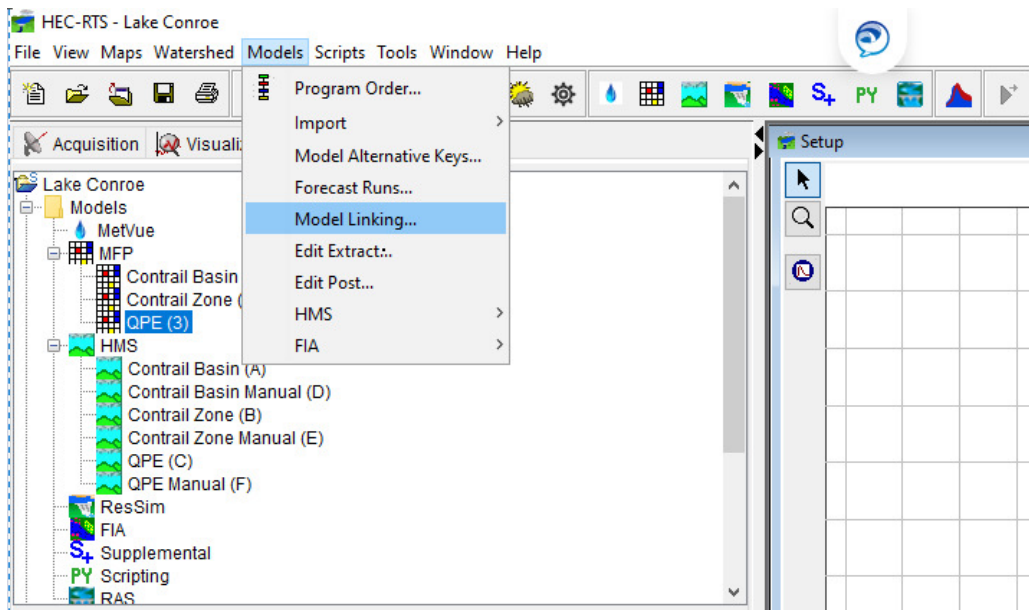 HEC-RTS - Lake Conroe
File View Maps Watershed Models Scripts Tools Window Help
S+ PY
Program Order...
Import
Model Alternative Keys...
Forecast Runs...
Model Linking...
Edit Extract...
Edit Post...
HMS
FIA
Acquisition
Setup
Lake Conroe
Models
MetVue
MFP
Contrail Basin
Contrail Zone (
QPE (3)
HMS
Contrail Basin (A)
Contrail Basin Manual (D)
Contrail Zone (B)
Contrail Zone Manual (E)
QPE (C)
QPE Manual (F)
ResSim
FIA
S+ Supplemental
PY Scripting
RAS